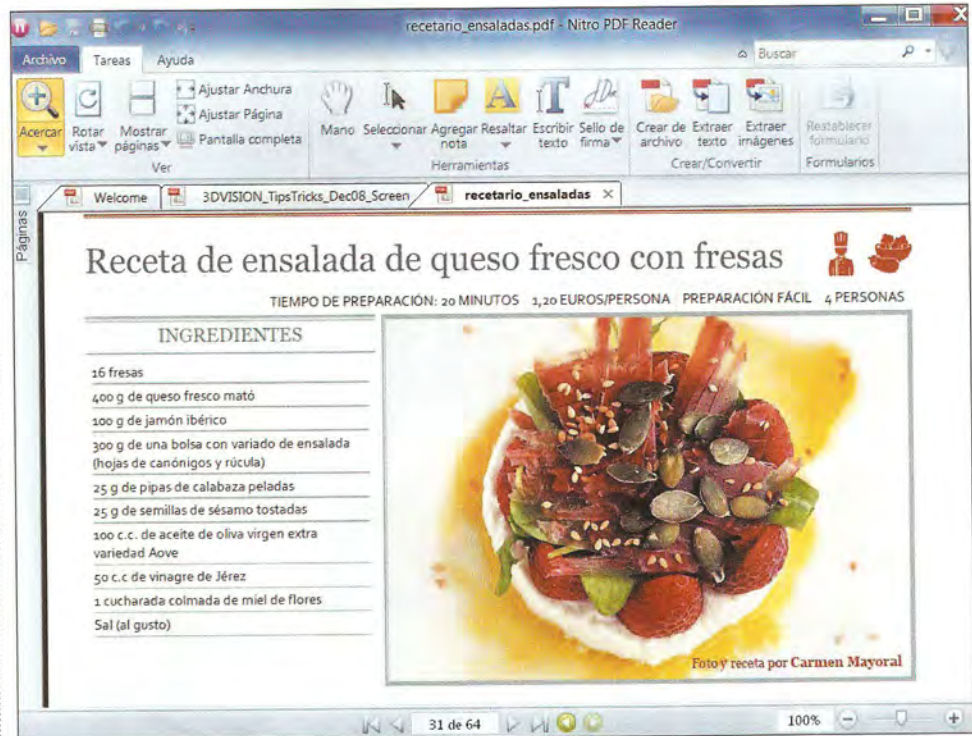 recetario_ensaladas.pdf - Nitro PDF Reader
Archivo Tareas Ayuda Buscar
Acercar
Rotar vista
Mostrar páginas
Ajustar Anchura
Ajustar Página
Pantalla completa
Ver
Mano
Seleccionar
Agregar nota
Resaltar
Escribir texto
Sello de firma
Herramientas
Crear de archivo
Extraer texto
Extraer imágenes
Crear/Convertir
Restablecer formulario
Formularios
Páginas
Welcome 3DVISION_TipsTricks_Dec08_Screen recetario_ensaladas
Receta de ensalada de queso fresco con fresas
TIEMPO DE PREPARACIÓN: 20 MINUTOS 1,20 EUROS/PERSONA PREPARACIÓN FÁCIL 4 PERSONAS
INGREDIENTES
16 fresas
400 g de queso fresco mató
100 g de jamón ibérico
300 g de una bolsa con variado de ensalada
(hojas de canónigos y rúcula)
25 g de pipas de calabaza peladas
25 g de semillas de sésamo tostadas
100 c.c. de aceite de oliva virgen extra
variedad Aove
50 c.c de vinagre de Jérez
1 cucharada colmada de miel de flores
Sal (al gusto)
Foto y receta por Carmen Mayoral
31 de 64
100%